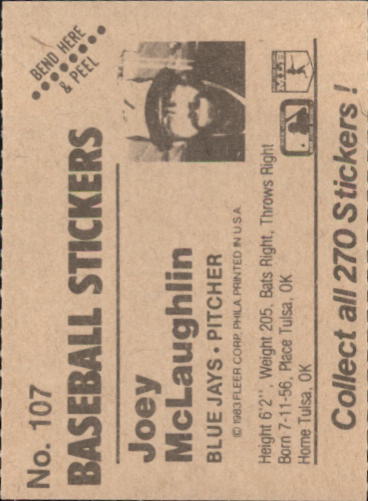 No. 107
BEND HERE
& PEEL
BASEBALL STICKERS
Joey
McLaughlin
BLUE JAYS • PITCHER
© 1983 FLEER CORP. PHILA. PRINTED IN U.S.A.
Height 6'2", Weight 205, Bats Right, Throws Right
Born 7-11-56, Place Tulsa, OK
Home Tulsa, OK
Collect all 270 Stickers !